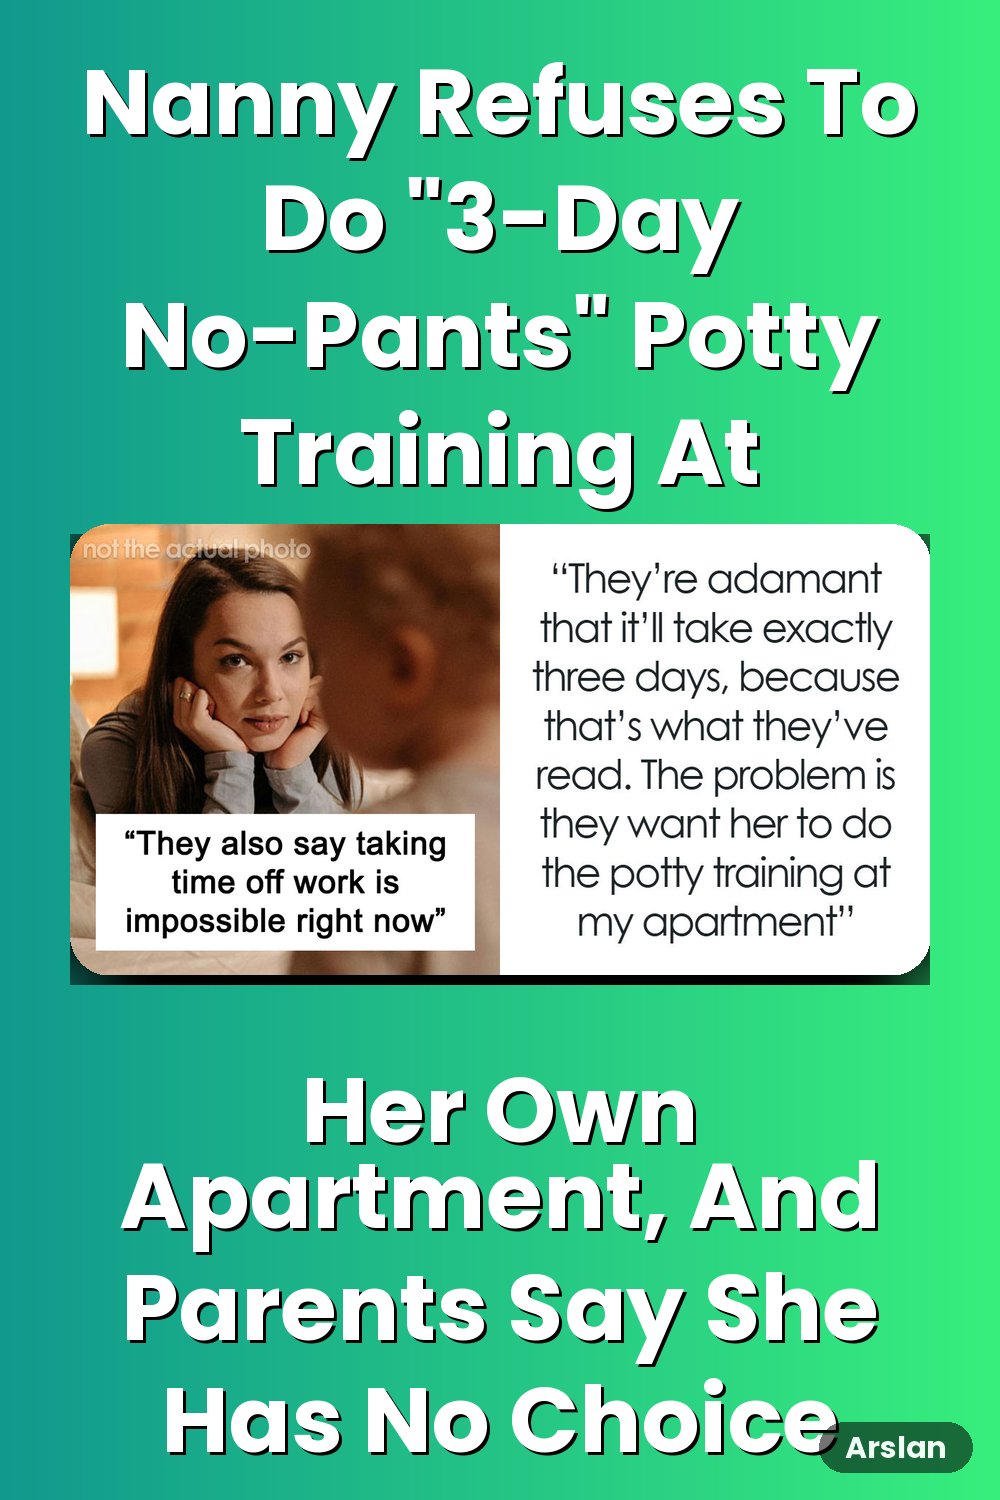 Nanny Refuses To
Do "3-Day
No-Pants" Potty
Training At
not the actual photo
“They also say taking
time off work is
impossible right now”
“They’re adamant
that it’ll take exactly
three days, because
that’s what they’ve
read. The problem is
they want her to do
the potty training at
my apartment”
Her Own
Apartment, And
Parents Say She
Has No Choice
Arslan